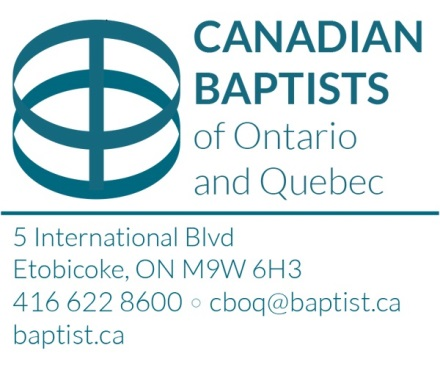 CANADIAN
BAPTISTS
of Ontario
and Quebec
5 International Blvd
Etobicoke, ON M9W 6H3
416 622 8600 ○ cboq@baptist.ca
baptist.ca